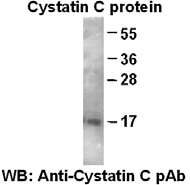 Cystatin C protein
- 55
- 36
- 28
- 17
WB: Anti-Cystatin C pAb